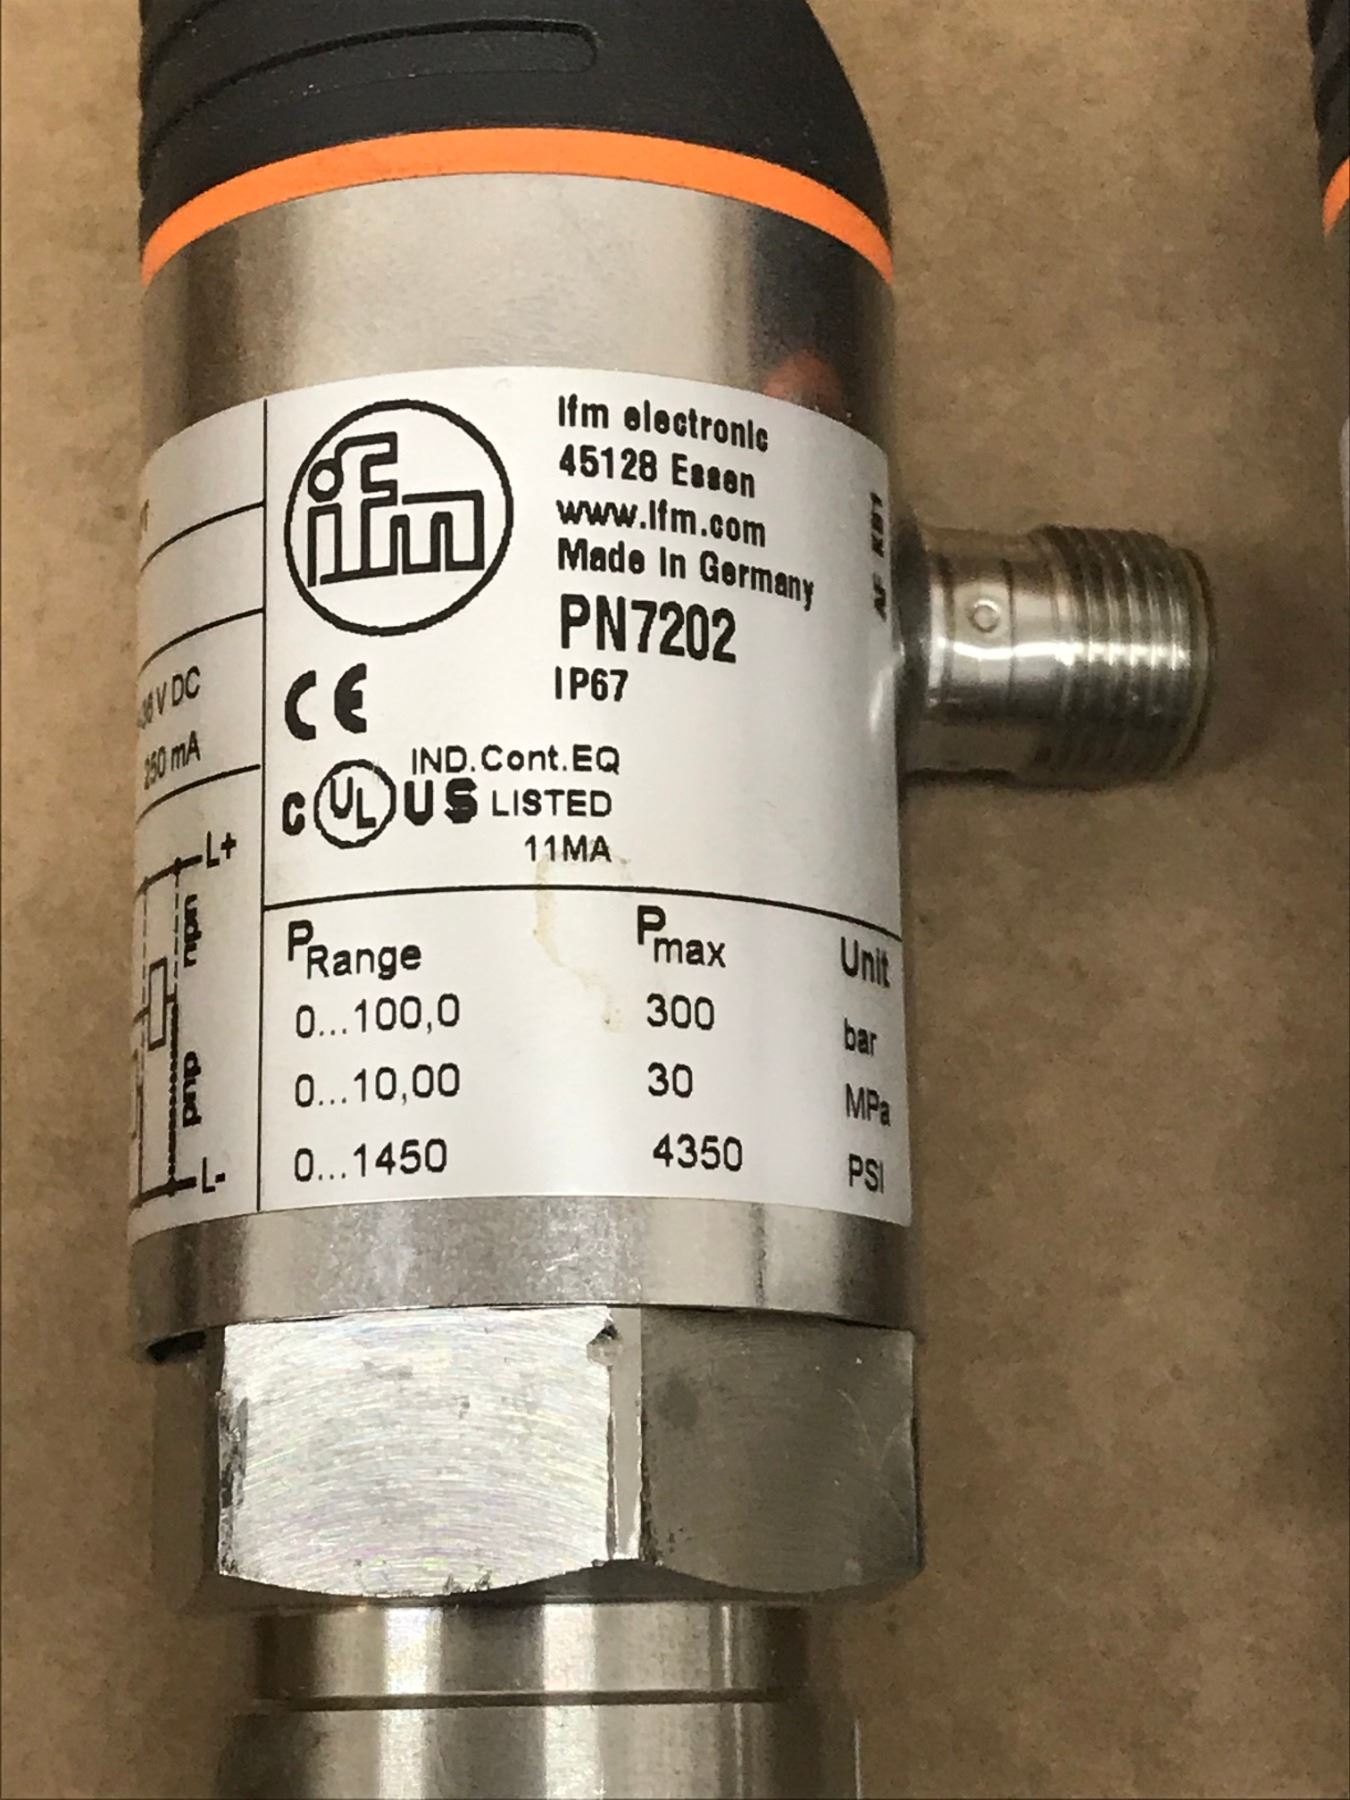 ifm
ifm electronic
45128 Essen
www.ifm.com
Made in Germany
PN7202
IP67
CE
IND.Cont.EQ
C UL US LISTED
11MA
PRange Pmax Unit
0...100,0 300 bar
0...10,00 30 MPa
0...1450 4350 PSI
V DC
250 mA
L+
npn
pnp
L-